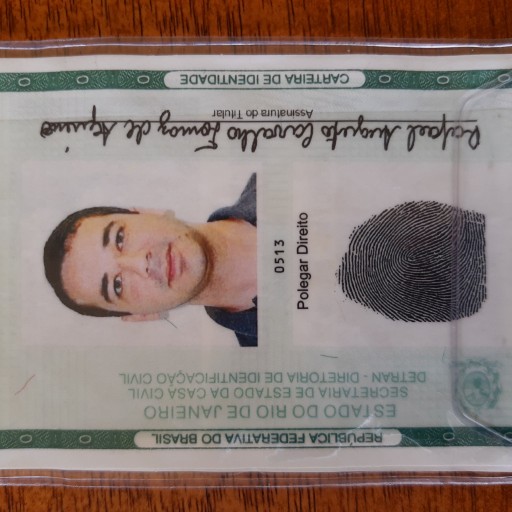 REPÚBLICA FEDERATIVA DO BRASIL
ESTADO DO RIO DE JANEIRO
SECRETARIA DE ESTADO DA CASA CIVIL
DETRAN - DIRETORIA DE IDENTIFICAÇÃO CIVIL
0513
Polegar Direito
Rafael Augusto Carvalho Tomaz de Aquino
Assinatura do Titular
CARTEIRA DE IDENTIDADE